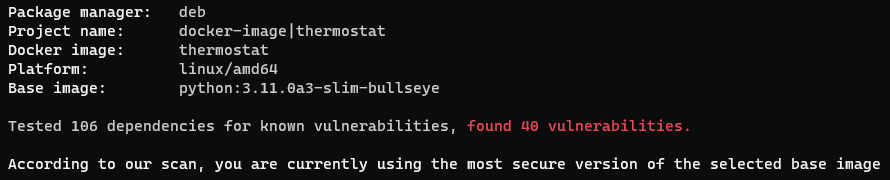 Package manager:   deb
Project name:      docker-image|thermostat
Docker image:      thermostat
Platform:          linux/amd64
Base image:        python:3.11.0a3-slim-bullseye
Tested 106 dependencies for known vulnerabilities, found 40 vulnerabilities.
According to our scan, you are currently using the most secure version of the selected base image